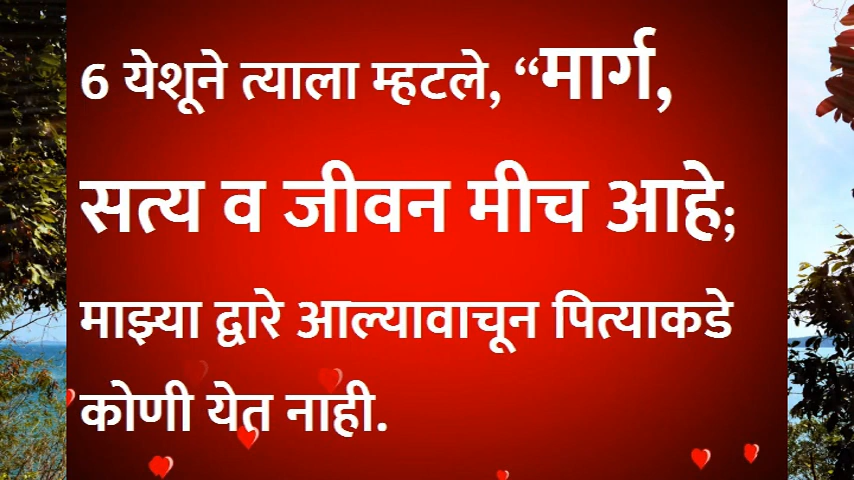 6 येशूने त्याला म्हटले, “मार्ग,
सत्य व जीवन मीच आहे;
माझ्या द्वारे आल्यावाचून पित्याकडे
कोणी येत नाही.